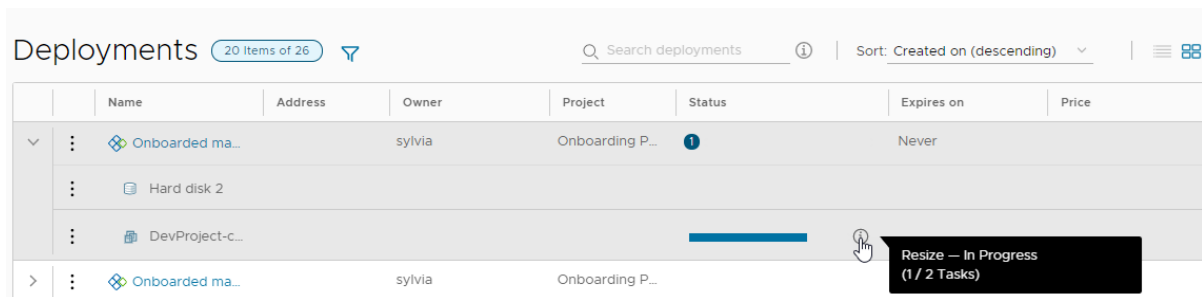 Deployments 20 Items of 26 Search deployments Sort: Created on (descending)
Name Address Owner Project Status Expires on Price
Onboarded ma... sylvia Onboarding P... 1 Never
Hard disk 2
DevProject-c...
Resize — In Progress
(1 / 2 Tasks)
Onboarded ma... sylvia Onboarding P...